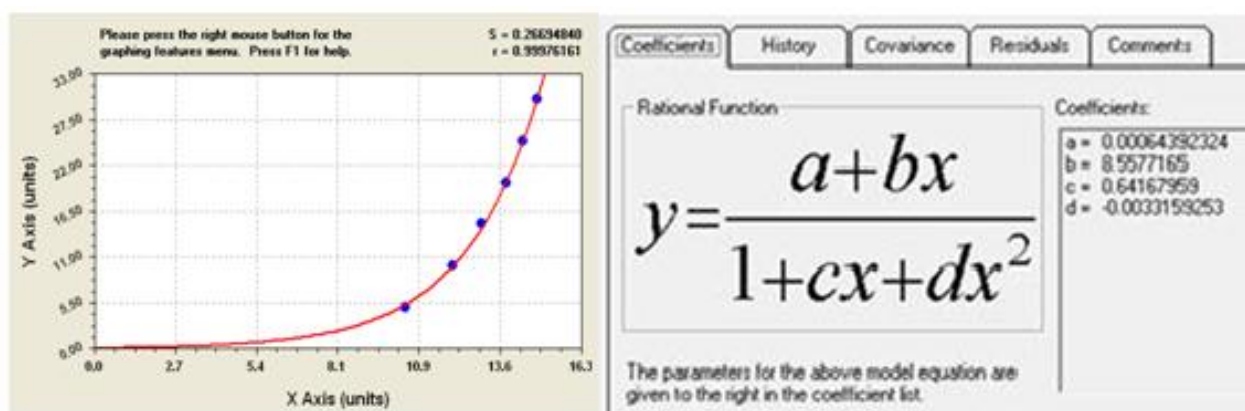 Please press the right mouse button for the
graphing features menu. Press F1 for help.
S = 0.26694840
r = 0.99976161
33.00
27.50
22.00
16.50
11.00
5.50
0.00
0.0 2.7 5.4 8.1 10.9 13.6 16.3
Y Axis (units)
X Axis (units)
Coefficients History Covariance Residuals Comments
Rational Function
y = a+bx / 1+cx+dx²
The parameters for the above model equation are
given to the right in the coefficient list.
Coefficients:
a = 0.00064392324
b = 8.5577165
c = 0.64167959
d = -0.0033159253